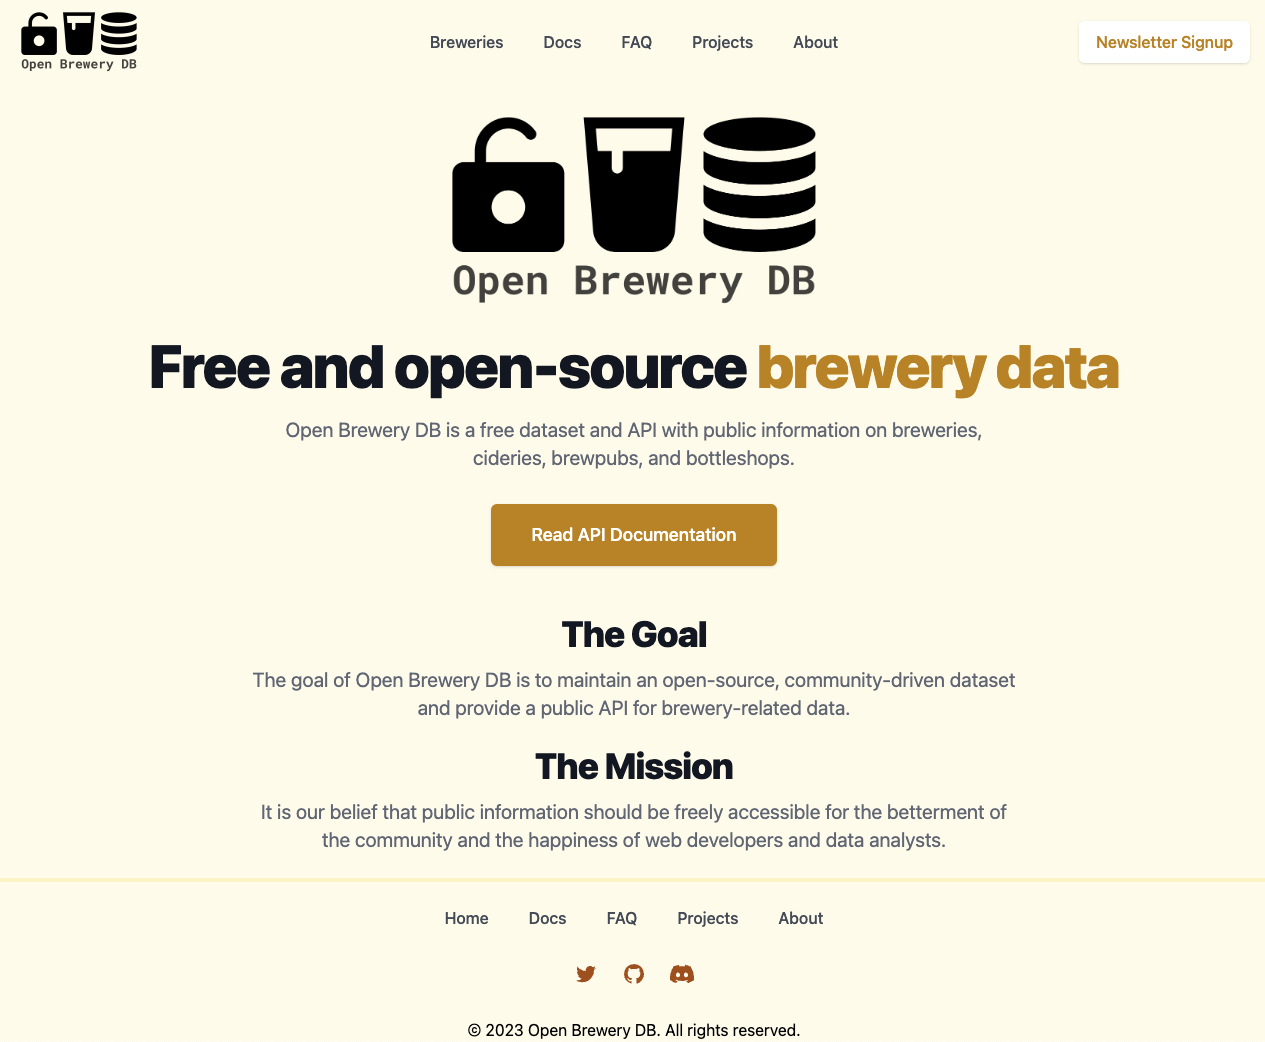 Open Brewery DB
Breweries Docs FAQ Projects About
Newsletter Signup
Open Brewery DB
Free and open-source brewery data
Open Brewery DB is a free dataset and API with public information on breweries,
cideries, brewpubs, and bottleshops.
Read API Documentation
The Goal
The goal of Open Brewery DB is to maintain an open-source, community-driven dataset
and provide a public API for brewery-related data.
The Mission
It is our belief that public information should be freely accessible for the betterment of
the community and the happiness of web developers and data analysts.
Home Docs FAQ Projects About
© 2023 Open Brewery DB. All rights reserved.